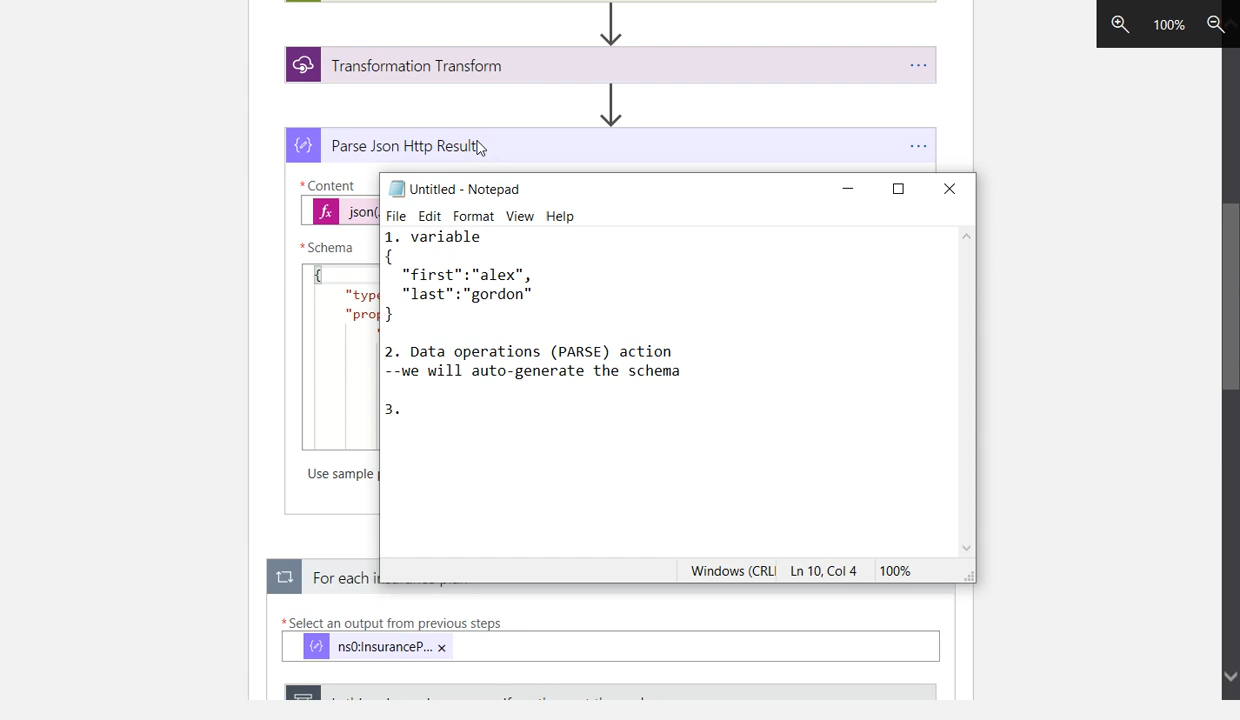 100%
Transformation Transform
Parse Json Http Result
* Content
json(
* Schema
{
"type
"prop
Use sample
Untitled - Notepad
File Edit Format View Help
1. variable
{
"first":"alex",
"last":"gordon"
}
2. Data operations (PARSE) action
--we will auto-generate the schema
3.
Windows (CRL
Ln 10, Col 4
100%
For each
* Select an output from previous steps
ns0:InsuranceP... ×